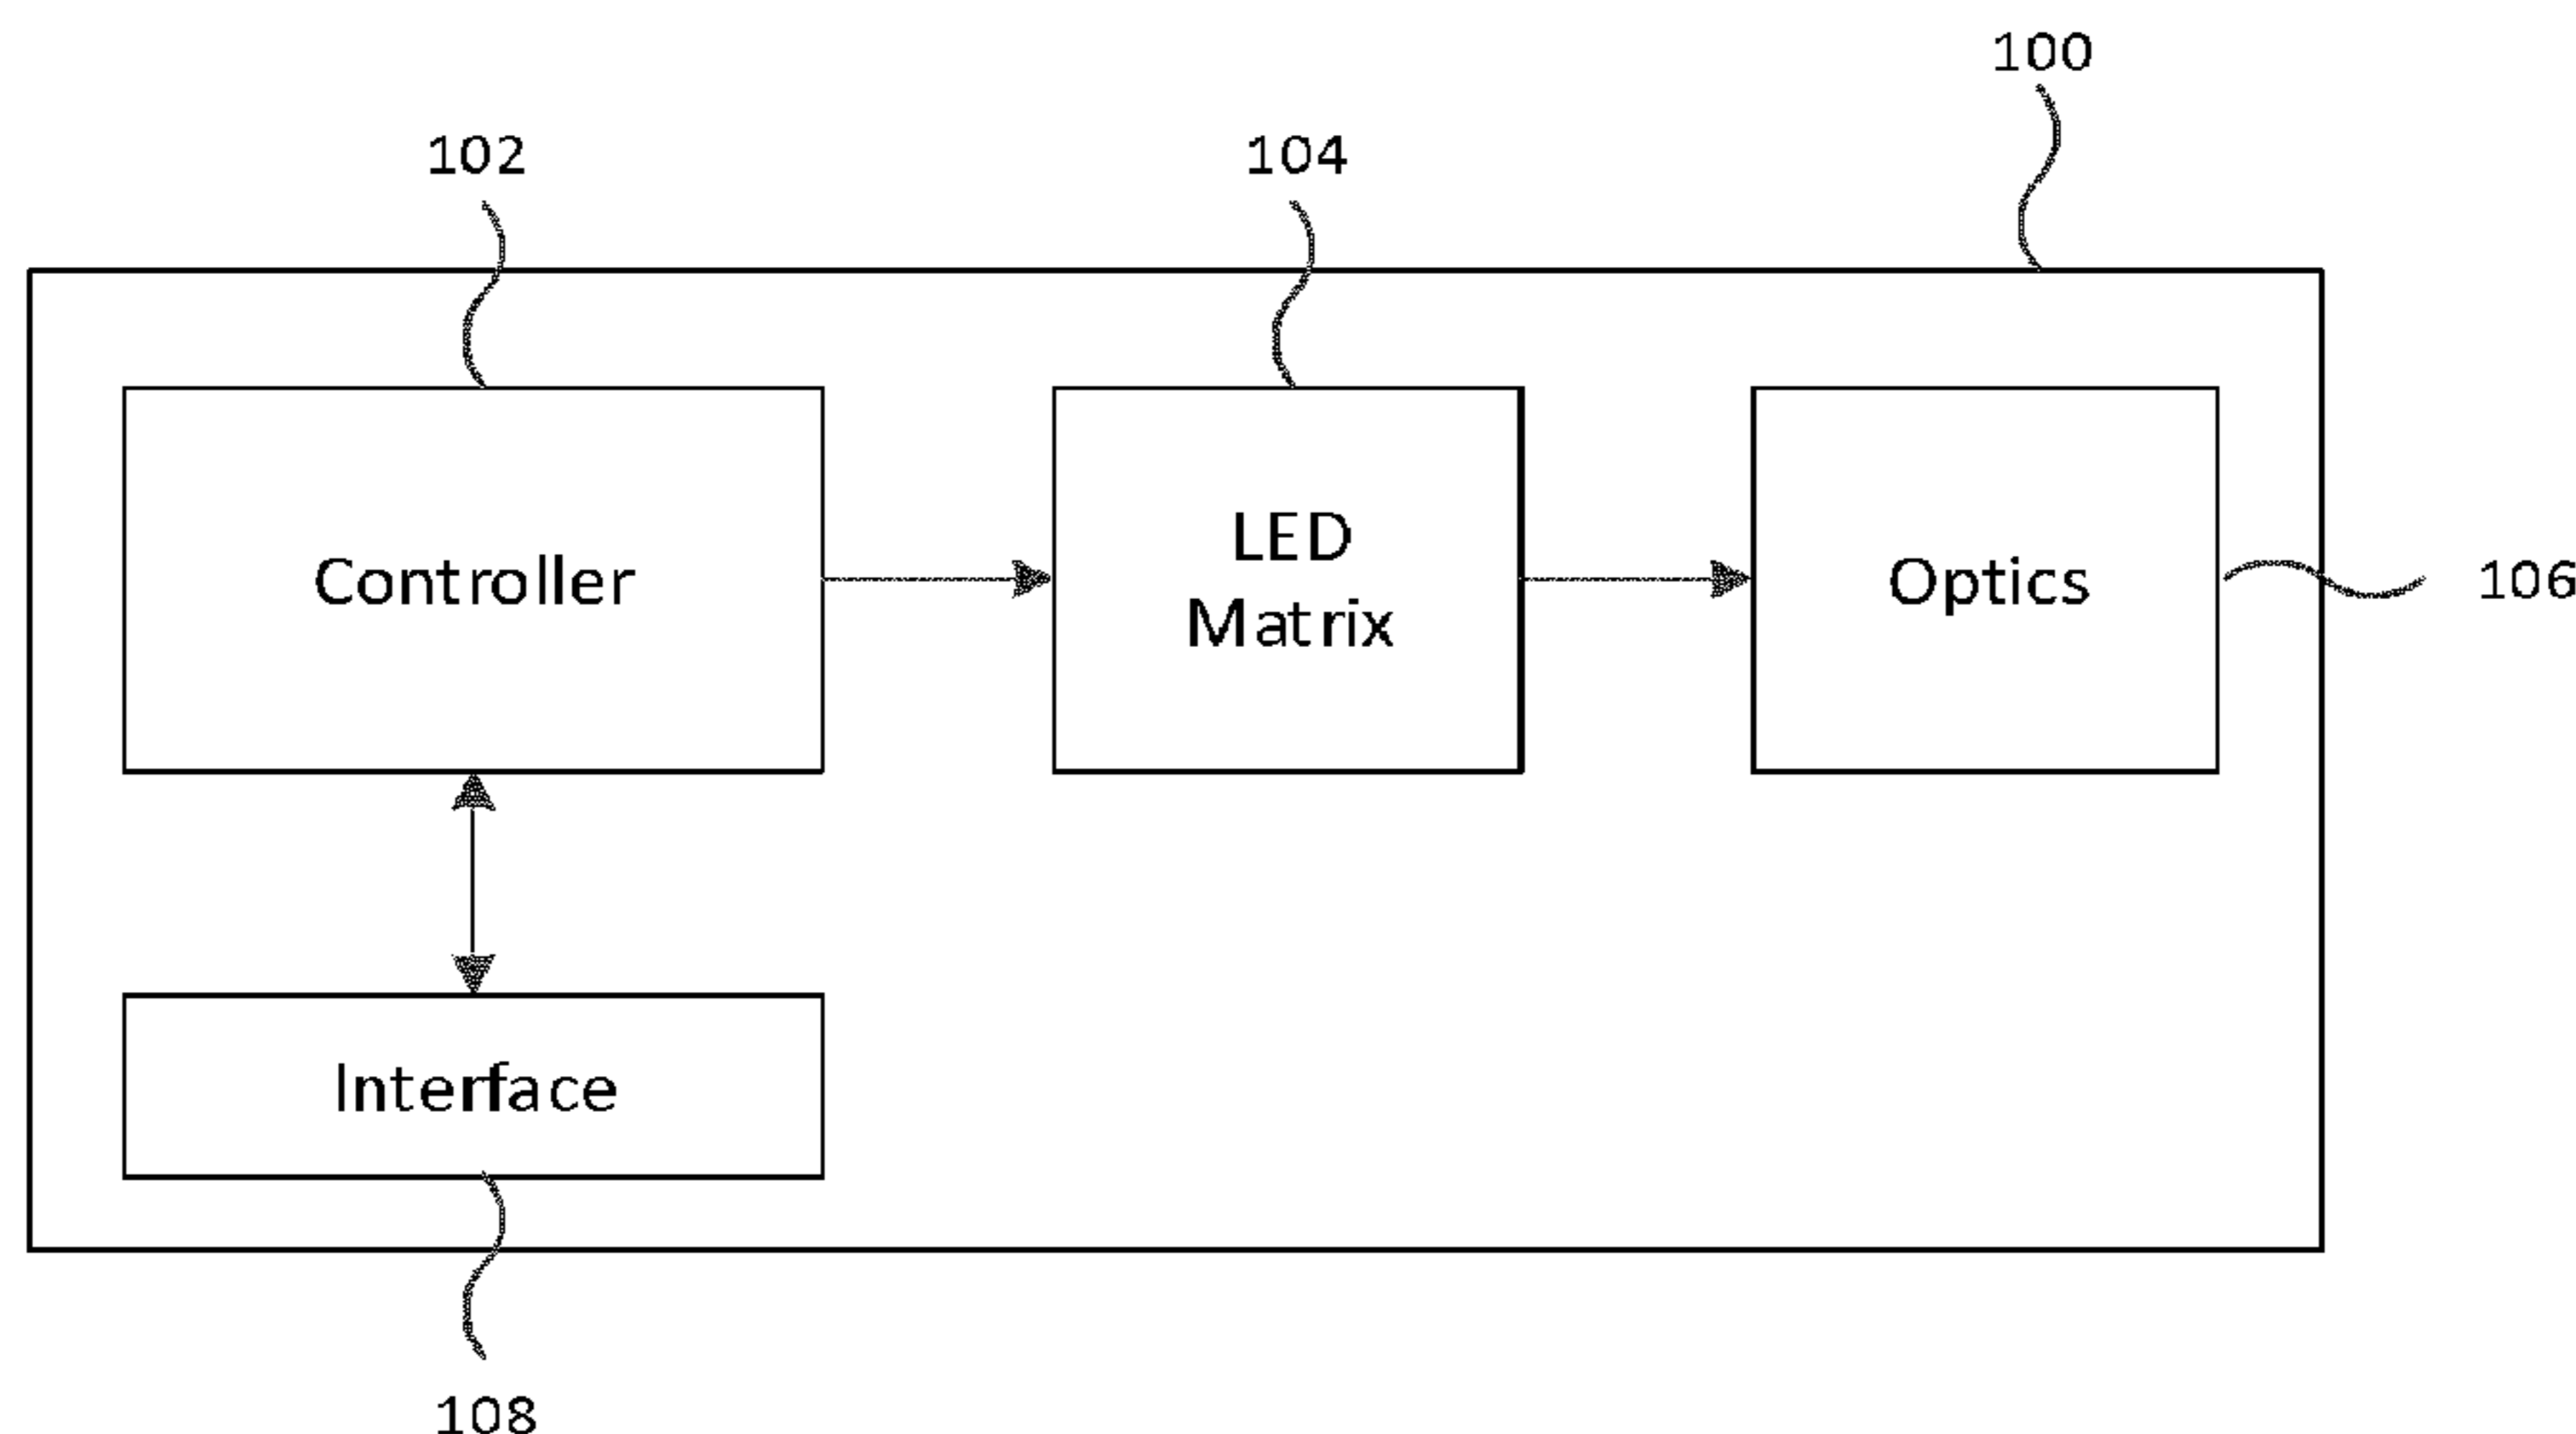 100
102
104
Controller
LED
Matrix
Optics
106
Interface
108